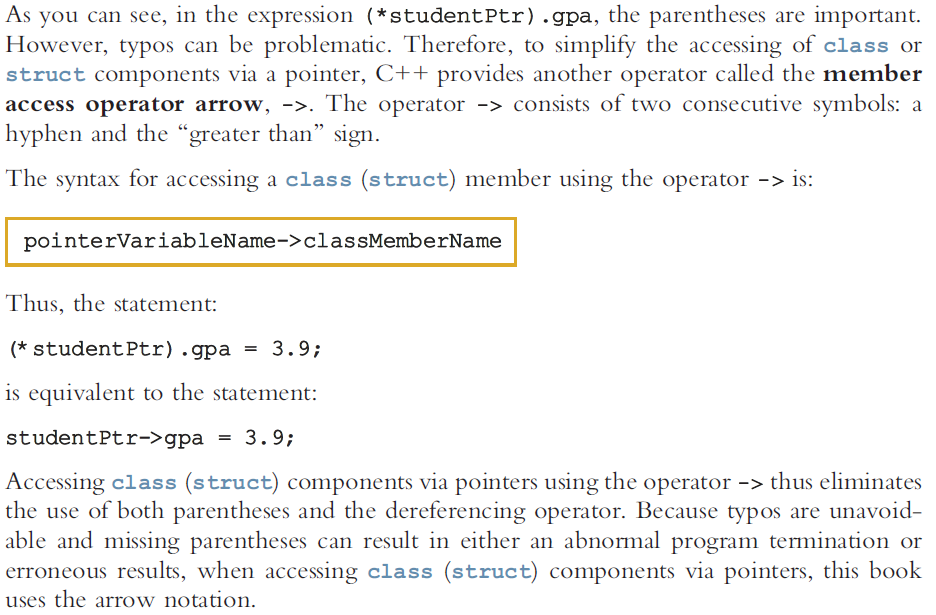 As you can see, in the expression (*studentPtr).gpa, the parentheses are important.
However, typos can be problematic. Therefore, to simplify the accessing of class or
struct components via a pointer, C++ provides another operator called the member
access operator arrow, ->. The operator -> consists of two consecutive symbols: a
hyphen and the “greater than” sign.
The syntax for accessing a class (struct) member using the operator -> is:
pointerVariableName->classMemberName
Thus, the statement:
(* studentPtr).gpa = 3.9;
is equivalent to the statement:
studentPtr->gpa = 3.9;
Accessing class (struct) components via pointers using the operator -> thus eliminates
the use of both parentheses and the dereferencing operator. Because typos are unavoid-
able and missing parentheses can result in either an abnormal program termination or
erroneous results, when accessing class (struct) components via pointers, this book
uses the arrow notation.